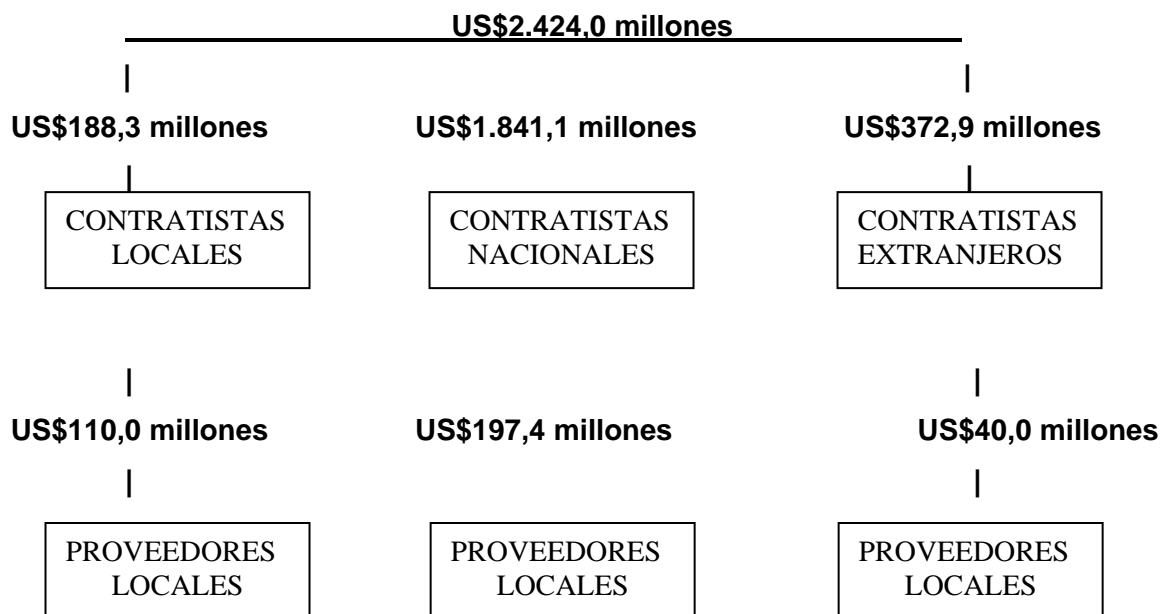 US$2.424,0 millones
US$188,3 millones US$1.841,1 millones US$372,9 millones
CONTRATISTAS LOCALES
CONTRATISTAS NACIONALES
CONTRATISTAS EXTRANJEROS
US$110,0 millones US$197,4 millones US$40,0 millones
PROVEEDORES LOCALES
PROVEEDORES LOCALES
PROVEEDORES LOCALES